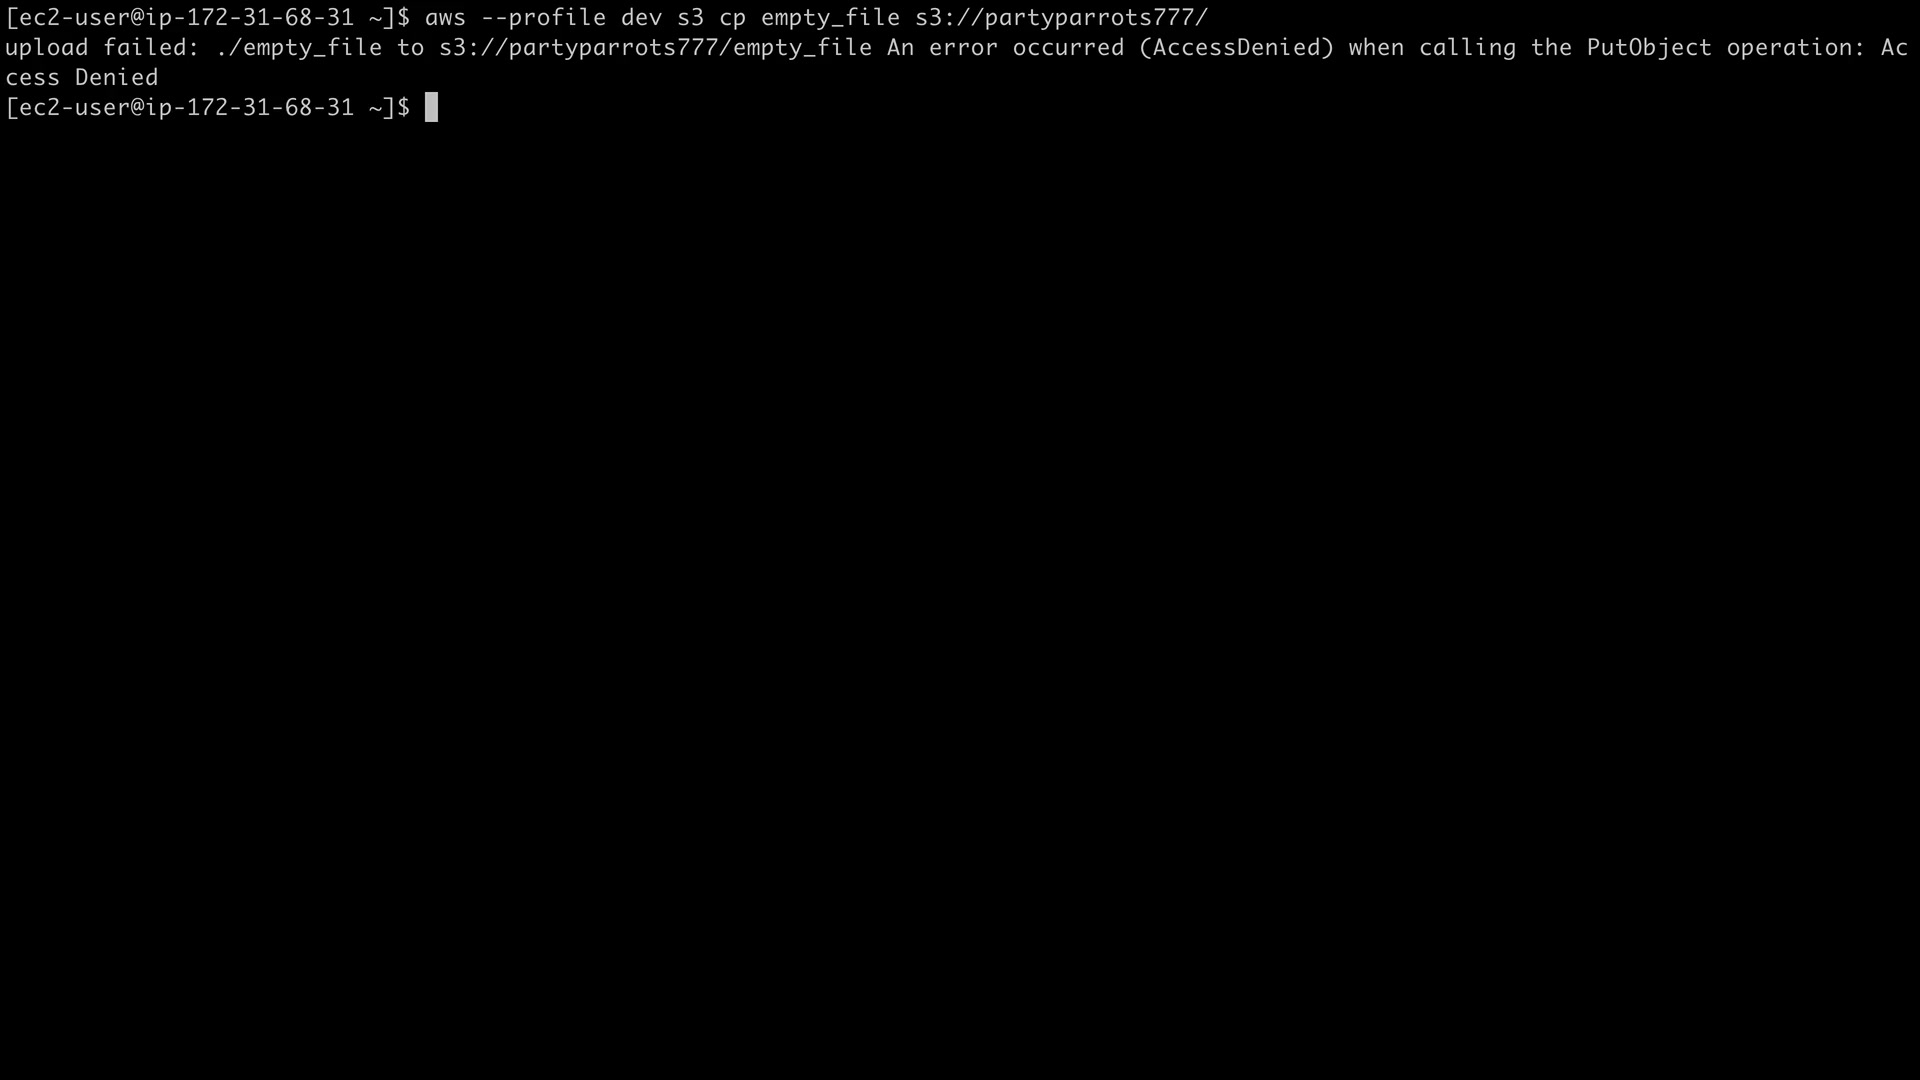 [ec2-user@ip-172-31-68-31 ~]$ aws --profile dev s3 cp empty_file s3://partyparrots777/
upload failed: ./empty_file to s3://partyparrots777/empty_file An error occurred (AccessDenied) when calling the PutObject operation: Ac
cess Denied
[ec2-user@ip-172-31-68-31 ~]$